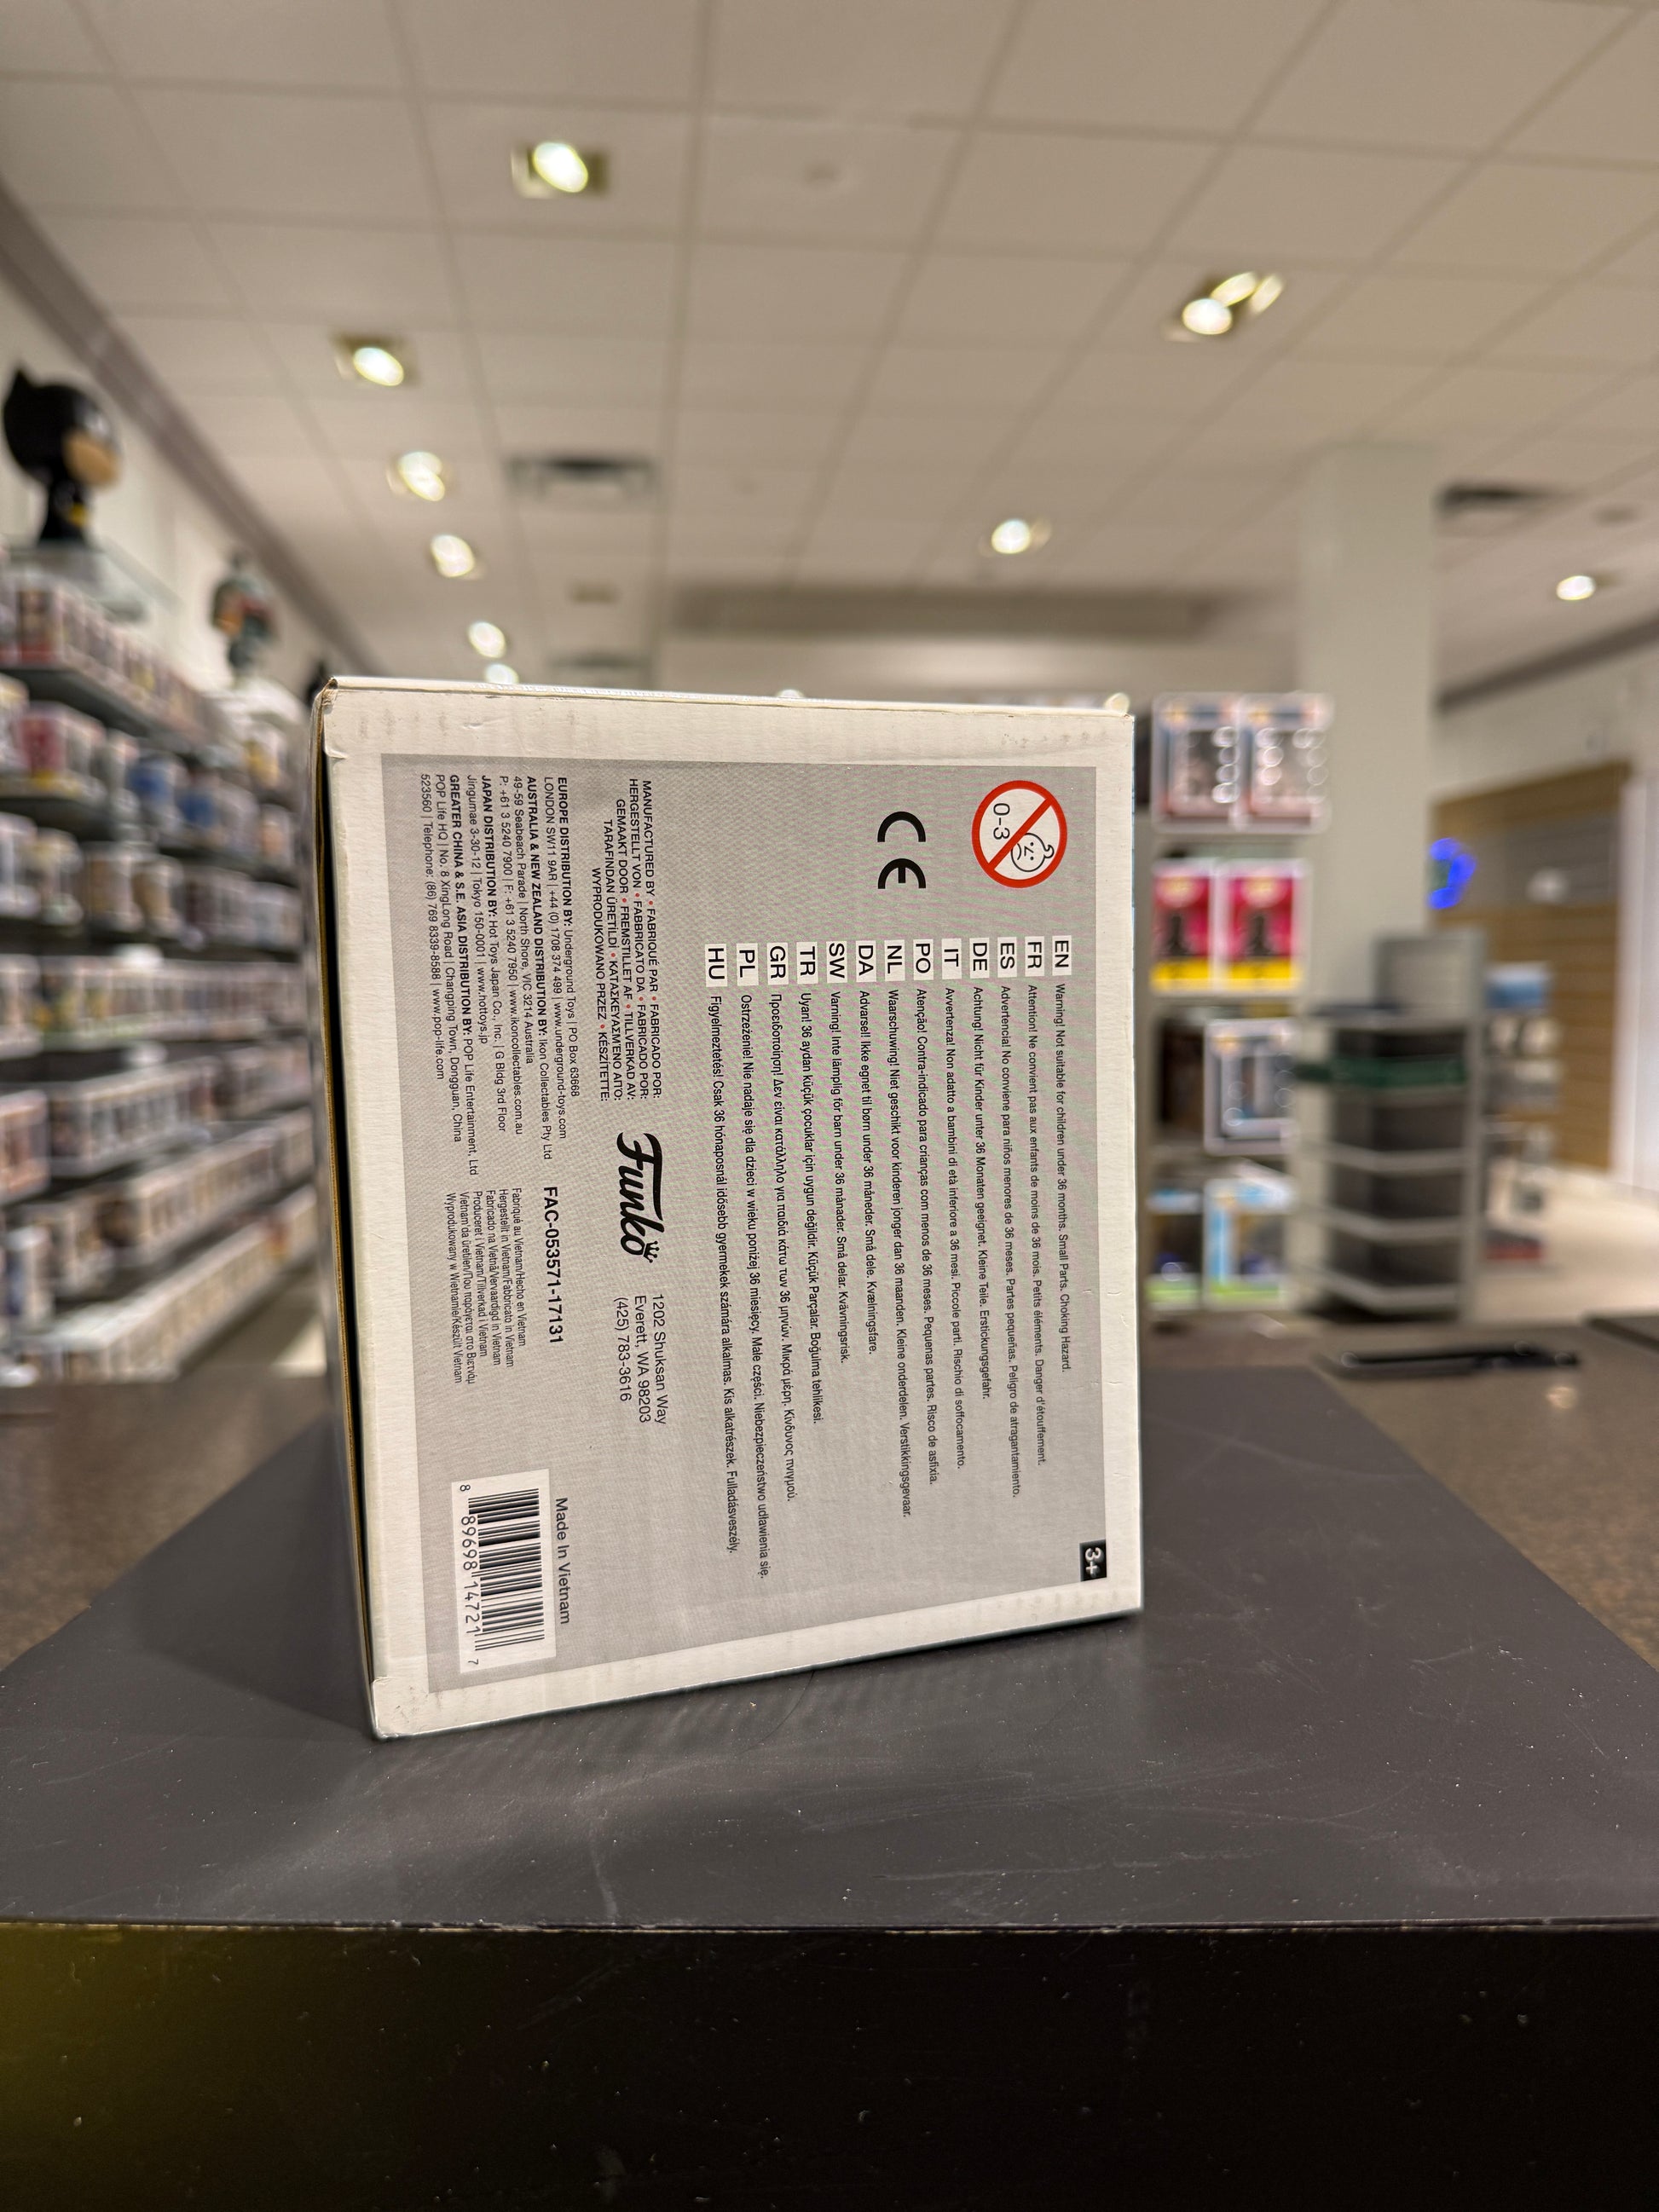 3+
0-3
CE
EN Warning! Not suitable for children under 36 months. Small Parts. Choking Hazard.
FR Attention! Ne convient pas aux enfants de moins de 36 mois. Petits éléments. Danger d'étouffement.
ES Advertencia! No conviene para niños menores de 36 meses. Partes pequeñas. Peligro de atragantamiento.
DE Achtung! Nicht für Kinder unter 36 Monaten geeignet. Kleine Teile. Erstickungsgefahr.
IT Avvertenza! Non adatto a bambini di età inferiore a 36 mesi. Piccole parti. Rischio di soffocamento.
PO Atenção! Contra-indicado para crianças com menos de 36 meses. Pequenas partes. Risco de asfixia.
NL Waarschuwing! Niet geschikt voor kinderen jonger dan 36 maanden. Kleine onderdelen. Verstikkingsgevaar.
DA Advarsel! Ikke egnet til børn under 36 måneder. Små dele. Kvælningsfare.
SW Varning! Inte lämplig för barn under 36 månader. Små delar. Kvävningsrisk.
TR Uyarı! 36 aydan küçük çocuklar için uygun değildir. Küçük Parçalar. Boğulma tehlikesi.
GR Προειδοποίηση! Δεν είναι κατάλληλο για παιδιά κάτω των 36 μηνών. Μικρά μέρη. Κίνδυνος πνιγμού.
PL Ostrzeżenie! Nie nadaje się dla dzieci w wieku poniżej 36 miesięcy. Małe części. Niebezpieczeństwo udławienia się.
HU Figyelmeztetés! Csak 36 hónaposnál idősebb gyermekek számára alkalmas. Kis alkatrészek. Fulladásveszély.
MANUFACTURED BY • FABRIQUÉ PAR • FABRICADO POR:
HERGESTELLT VON • FABBRICATO DA • FABRICADO POR:
GEMAAKT DOOR • FREMSTILLET AF • TILLVERKAD AV:
TARAFINDAN ÜRETİLDİ • ΚΑΤΑΣΚΕΥΑΣΜΈΝΟ ΑΠΌ:
WYPRODUKOWANO PRZEZ • KÉSZÍTETTE:
Funko
1202 Shuksan Way
Everett, WA 98203
(425) 783-3616
EUROPE DISTRIBUTION BY: Underground Toys | PO Box 63668
LONDON SW11 9AR | +44 (0) 1708 374 499 | www.underground-toys.com
AUSTRALIA & NEW ZEALAND DISTRIBUTION BY: Ikon Collectables Pty Ltd
49-59 Seabeach Parade | North Shore, VIC 3214 Australia
P: +61 3 5240 7900 | F: +61 3 5240 7950 | www.ikoncollectables.com.au
JAPAN DISTRIBUTION BY: Hot Toys Japan Co., Inc. | G Bldg 3rd Floor
Jingumae 3-30-12 | Tokyo 150-0001 | www.hottoys.jp
GREATER CHINA & S.E. ASIA DISTRIBUTION BY: POP Life Entertainment, Ltd
POP Life HQ | No. 8 XingLong Road | Changping Town, Dongguan, China
523560 | Telephone: (86) 769 8339-8588 | www.pop-life.com
FAC-053571-17131
Fabriqué au Vietnam/Hecho en Vietnam
Hergestellt in Vietnam/Fabbricato in Vietnam
Fabricado na Vietnã/Vervaardigd in Vietnam
Produceret i Vietnam/Tillverkad i Vietnam
Vietnam'da üretilen/Που παράγεται στο Βιετνάμ
Wyprodukowany w Wietnamie/Készült Vietnam
Made In Vietnam
8 89698 14721 7